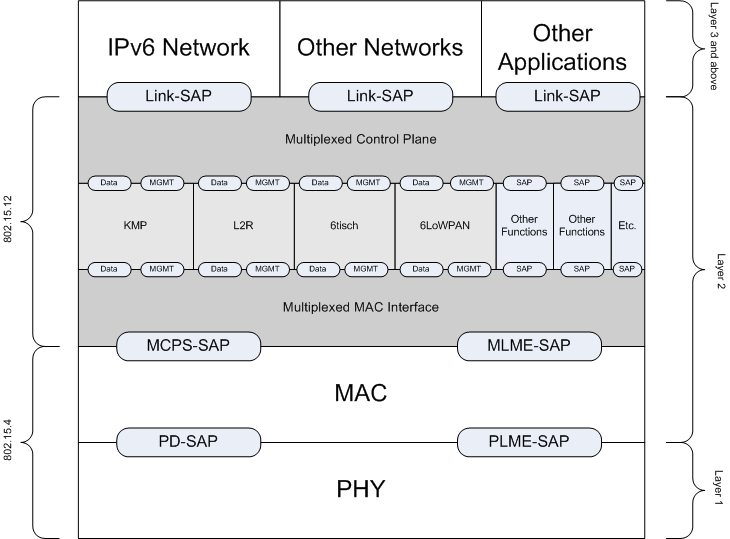 IPv6 Network
Other Networks
Other
Applications
Layer 3 and above
Link-SAP
Link-SAP
Link-SAP
Multiplexed Control Plane
Data
MGMT
Data
MGMT
Data
MGMT
Data
MGMT
SAP
SAP
SAP
802.15.12
KMP
L2R
6tisch
6LoWPAN
Other
Functions
Other
Functions
Etc.
Layer 2
Data
MGMT
Data
MGMT
Data
MGMT
Data
MGMT
SAP
SAP
SAP
Multiplexed MAC Interface
MCPS-SAP
MLME-SAP
MAC
802.15.4
PD-SAP
PLME-SAP
PHY
Layer 1